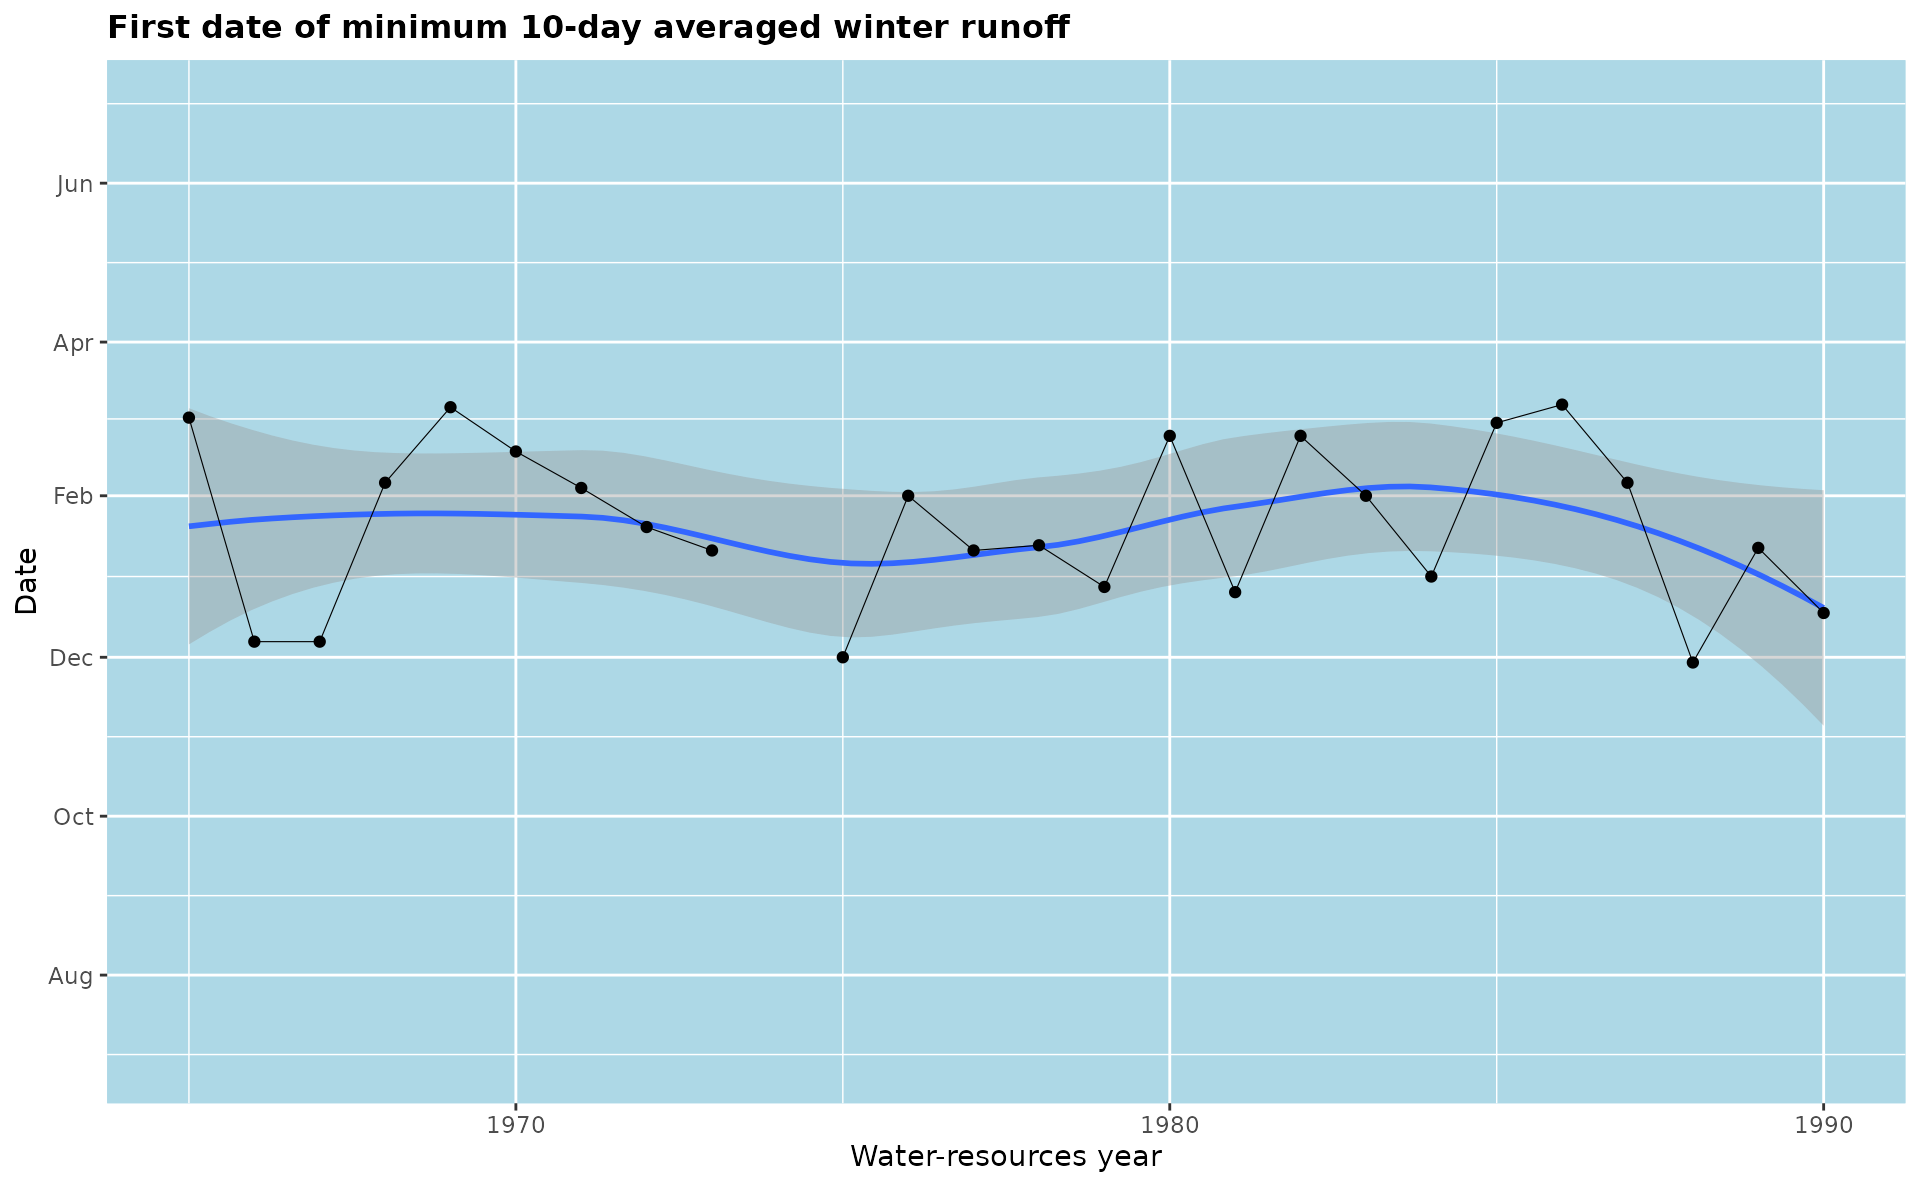 First date of minimum 10-day averaged winter runoff
Date
Jun
Apr
Feb
Dec
Oct
Aug
1970 1980 1990
Water-resources year